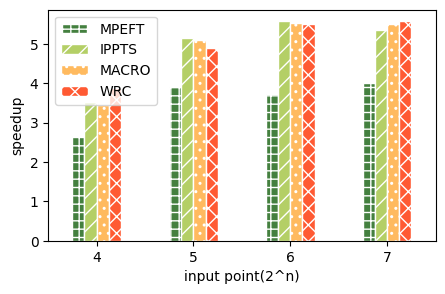 MPEFT
IPPTS
MACRO
WRC
speedup
5
4
3
2
1
0
4 5 6 7
input point(2^n)